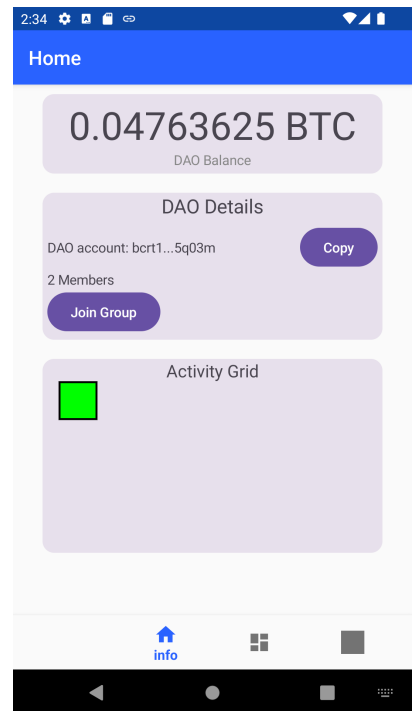 2:34
Home
0.04763625 BTC
DAO Balance
DAO Details
DAO account: bcrt1...5q03m
Copy
2 Members
Join Group
Activity Grid
info